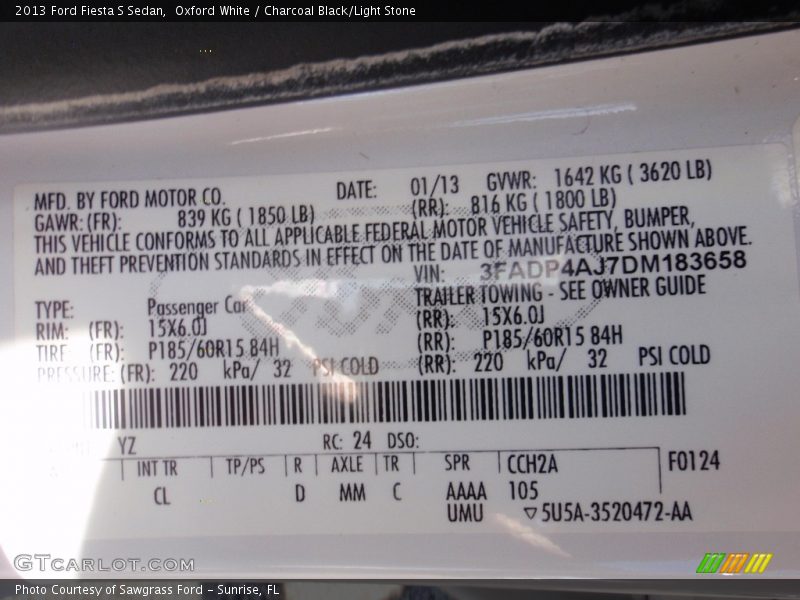 2013 Ford Fiesta S Sedan,  Oxford White / Charcoal Black/Light Stone
MFD. BY FORD MOTOR CO. DATE: 01/13 GVWR: 1642 KG ( 3620 LB)
GAWR: (FR): 839 KG ( 1850 LB) (RR): 816 KG ( 1800 LB)
THIS VEHICLE CONFORMS TO ALL APPLICABLE FEDERAL MOTOR VEHICLE SAFETY, BUMPER,
AND THEFT PREVENTION STANDARDS IN EFFECT ON THE DATE OF MANUFACTURE SHOWN ABOVE.
VIN: 3FADP4AJ7DM183658
TYPE: Passenger Car TRAILER TOWING - SEE OWNER GUIDE
RIM: (FR): 15X6.0J (RR): 15X6.0J
TIRE (FR): P185/60R15 84H (RR): P185/60R15 84H
PRESSURE: (FR): 220 kPa/ 32 PSI COLD (RR): 220 kPa/ 32 PSI COLD
YZ RC: 24 DSO:
INT TR TP/PS R AXLE TR SPR CCH2A F0124
CL D MM C AAAA 105
UMU ▽5U5A-3520472-AA
GTCARLOT.COM
Photo Courtesy of Sawgrass Ford - Sunrise, FL